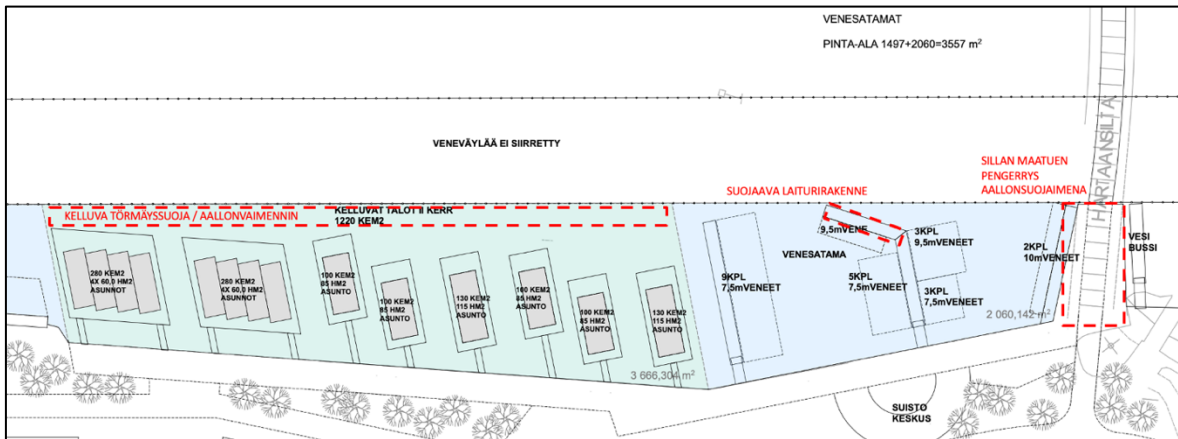 VENESATAMAT
PINTA-ALA 1497+2060=3557 m²
VENEVÄYLÄÄ EI SIIRRETTY
HARTAANSILTA
SILLAN MAATUEN
PENGERRYS
AALLONSUOJAIMENA
SUOJAAVA LAITURIRAKENNE
KELLUVA TÖRMÄYSSUOJA / AALLONVAIMENNIN
KELLUVAT TALOT II KERR
1220 KEM2
280 KEM2
4X 60,0 HM2
ASUNNOT
280 KEM2
4X 60,0 HM2
ASUNNOT
100 KEM2
85 HM2
ASUNTO
100 KEM2
85 HM2
ASUNTO
130 KEM2
115 HM2
ASUNTO
100 KEM2
85 HM2
ASUNTO
100 KEM2
85 HM2
ASUNTO
130 KEM2
115 HM2
ASUNTO
3 666,304 m²
9KPL
7,5mVENEET
VENESATAMA
9,5mVENE
3KPL
9,5mVENEET
5KPL
7,5mVENEET
3KPL
7,5mVENEET
2KPL
10mVENEET
2 060,142 m²
VESI
BUSSI
SUISTO
KESKUS